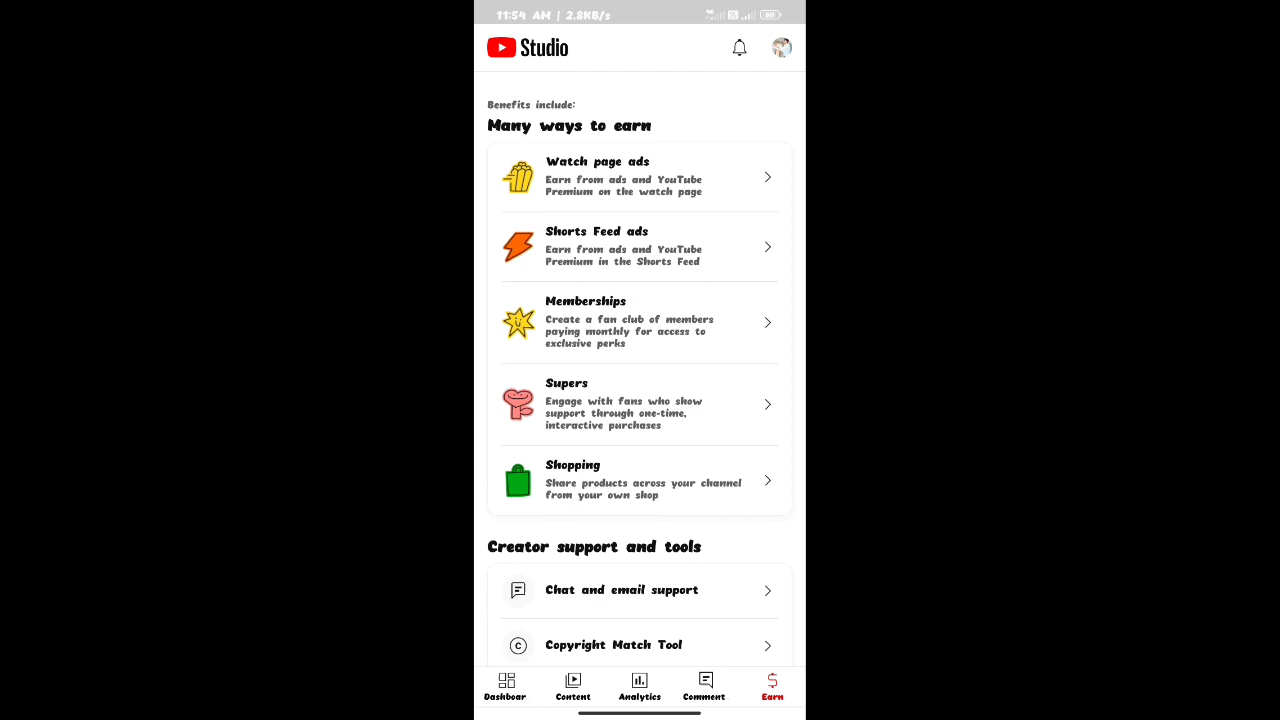 11:54 AM | 2.8KB/s
4G
20
Studio
Benefits include:
Many ways to earn
Watch page ads
Earn from ads and YouTube
Premium on the watch page
Shorts Feed ads
Earn from ads and YouTube
Premium in the Shorts Feed
Memberships
Create a fan club of members
paying monthly for access to
exclusive perks
Supers
Engage with fans who show
support through one-time,
interactive purchases
Shopping
Share products across your channel
from your own shop
Creator support and tools
Chat and email support
Copyright Match Tool
Dashboar
Content
Analytics
Comment
Earn